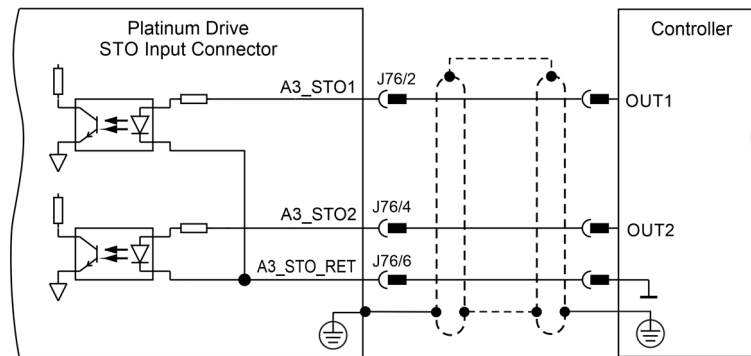 Platinum Drive
STO Input Connector
Controller
A3_STO1
J76/2
OUT1
A3_STO2
J76/4
OUT2
A3_STO_RET
J76/6